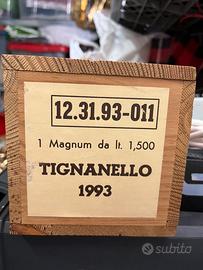 12.31.93-011
1 Magnum da lt. 1,500
TIGNANELLO
1993
subito